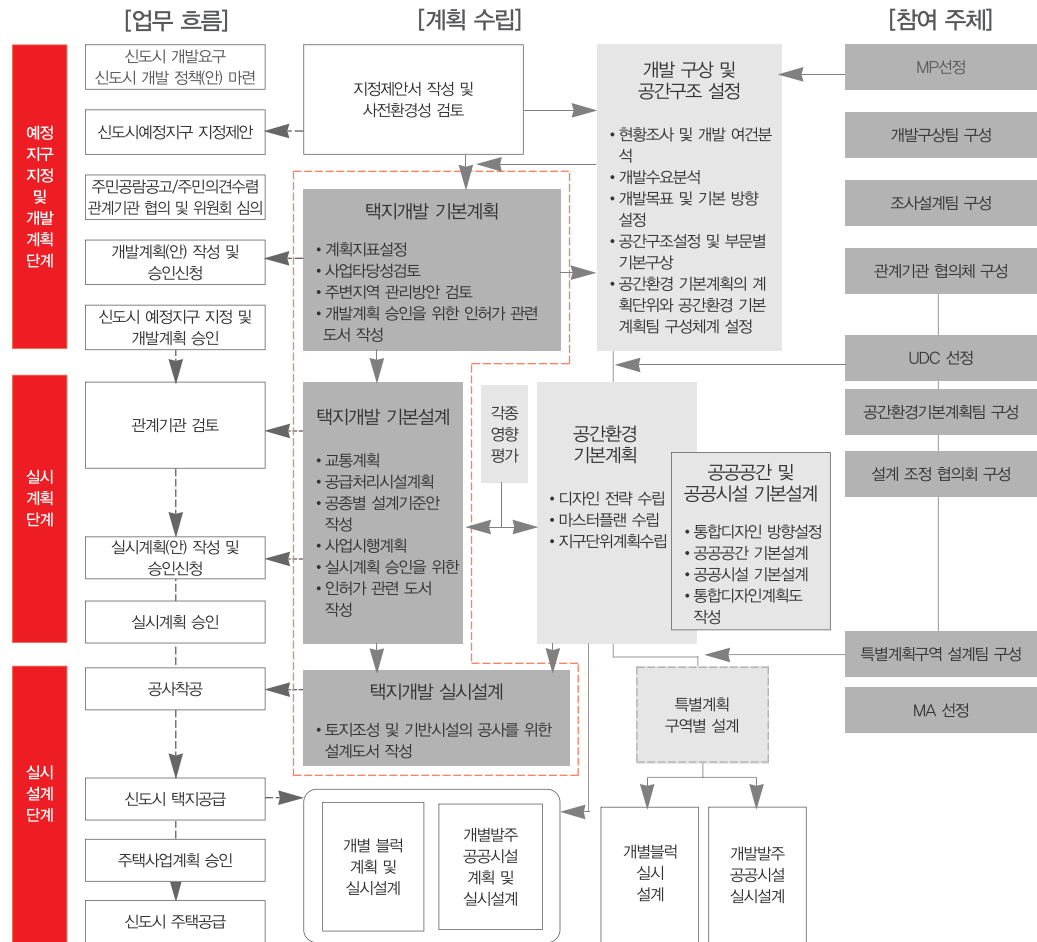 [업무 흐름]
[계획 수립]
[참여 주체]
예정
지구
지정
및
개발
계획
단계
실시
계획
단계
실시
설계
단계
신도시 개발요구
신도시 개발 정책(안) 마련
신도시예정지구 지정제안
주민공람공고/주민의견수렴
관계기관 협의 및 위원회 심의
개발계획(안) 작성 및
승인신청
신도시 예정지구 지정 및
개발계획 승인
관계기관 검토
실시계획(안) 작성 및
승인신청
실시계획 승인
공사착공
신도시 택지공급
주택사업계획 승인
신도시 주택공급
지정제안서 작성 및
사전환경성 검토
택지개발 기본계획
• 계획지표설정
• 사업타당성검토
• 주변지역 관리방안 검토
• 개발계획 승인을 위한 인허가 관련
도서 작성
택지개발 기본설계
• 교통계획
• 공급처리시설계획
• 공종별 설계기준안
작성
• 사업시행계획
• 실시계획 승인을 위한
• 인허가 관련 도서
작성
택지개발 실시설계
• 토지조성 및 기반시설의 공사를 위한
설계도서 작성
개별 블럭
계획 및
실시설계
개별발주
공공시설
계획 및
실시설계
각종
영향
평가
개발 구상 및
공간구조 설정
• 현황조사 및 개발 여건분
석
• 개발수요분석
• 개발목표 및 기본 방향
설정
• 공간구조설정 및 부문별
기본구상
• 공간환경 기본계획의 계
획단위와 공간환경 기본
계획팀 구성체계 설정
공간환경
기본계획
• 디자인 전략 수립
• 마스터플랜 수립
• 지구단위계획수립
공공공간 및
공공시설 기본설계
• 통합디자인 방향설정
• 공공공간 기본설계
• 공공시설 기본설계
• 통합디자인계획도
작성
특별계획
구역별 설계
개별블럭
실시
설계
개발발주
공공시설
실시설계
MP선정
개발구상팀 구성
조사설계팀 구성
관계기관 협의체 구성
UDC 선정
공간환경기본계획팀 구성
설계 조정 협의회 구성
특별계획구역 설계팀 구성
MA 선정